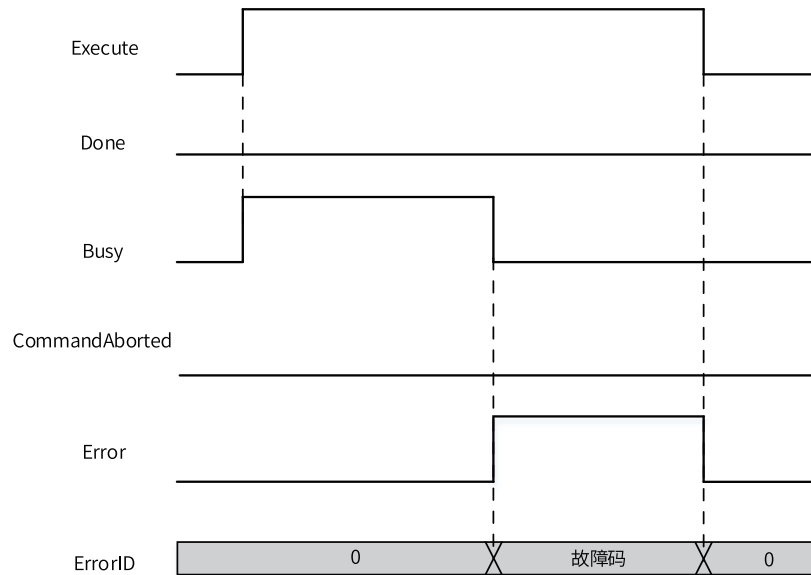 Execute
Done
Busy
CommandAborted
Error
ErrorID
0
故障码
0